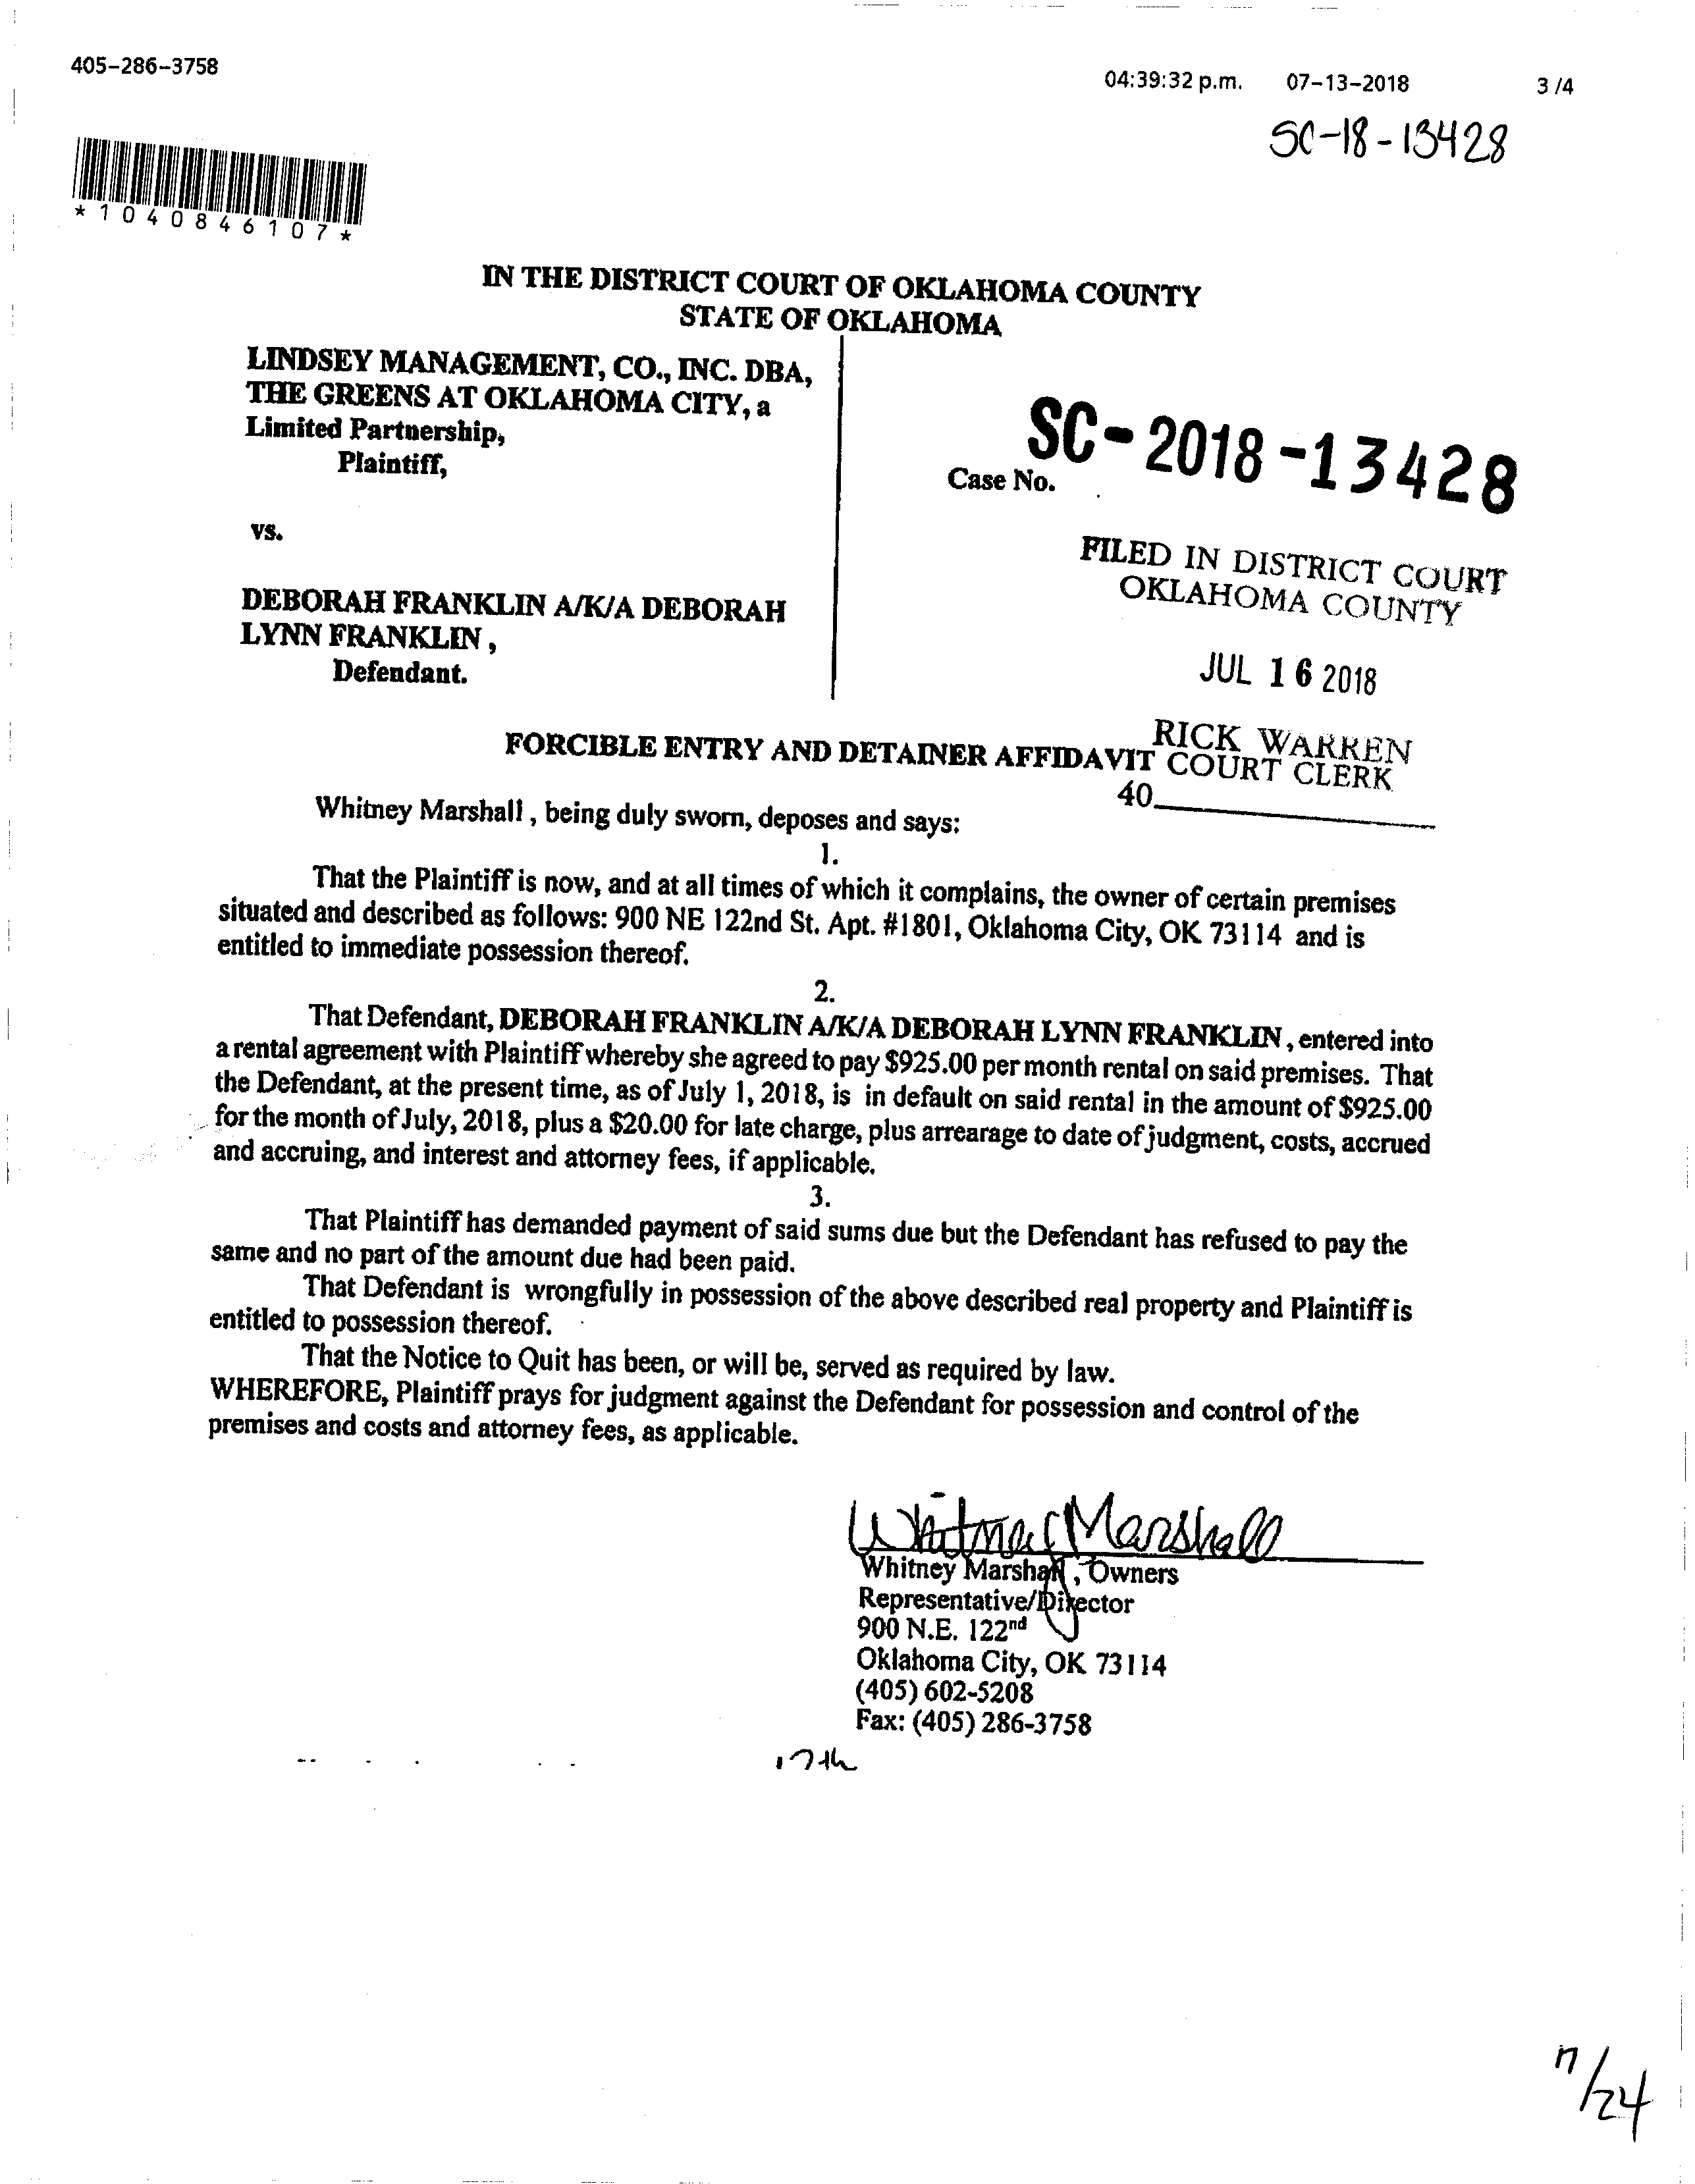 405-286-3758
04:39:32 p.m. 07-13-2018 3 /4
SC-18-13428
* 1 0 4 0 8 4 6 1 0 7 *
IN THE DISTRICT COURT OF OKLAHOMA COUNTY
STATE OF OKLAHOMA
LINDSEY MANAGEMENT, CO., INC. DBA,
THE GREENS AT OKLAHOMA CITY, a
Limited Partnership,
Plaintiff,
Case No. SC-2018-13428
vs.
FILED IN DISTRICT COURT
OKLAHOMA COUNTY
DEBORAH FRANKLIN A/K/A DEBORAH
LYNN FRANKLIN ,
Defendant.
JUL 16 2018
RICK WARREN
COURT CLERK
40
FORCIBLE ENTRY AND DETAINER AFFIDAVIT
Whitney Marshall , being duly sworn, deposes and says:
1.
That the Plaintiff is now, and at all times of which it complains, the owner of certain premises
situated and described as follows: 900 NE 122nd St. Apt. #1801, Oklahoma City, OK 73114 and is
entitled to immediate possession thereof.
2.
That Defendant, DEBORAH FRANKLIN A/K/A DEBORAH LYNN FRANKLIN , entered into
a rental agreement with Plaintiff whereby she agreed to pay $925.00 per month rental on said premises. That
the Defendant, at the present time, as of July 1, 2018, is in default on said rental in the amount of $925.00
for the month of July, 2018, plus a $20.00 for late charge, plus arrearage to date of judgment, costs, accrued
and accruing, and interest and attorney fees, if applicable.
3.
That Plaintiff has demanded payment of said sums due but the Defendant has refused to pay the
same and no part of the amount due had been paid.
That Defendant is wrongfully in possession of the above described real property and Plaintiff is
entitled to possession thereof.
That the Notice to Quit has been, or will be, served as required by law.
WHEREFORE, Plaintiff prays for judgment against the Defendant for possession and control of the
premises and costs and attorney fees, as applicable.
Whitney Marshall
Whitney Marshall , Owners
Representative/Director
900 N.E. 122nd
Oklahoma City, OK 73114
(405) 602-5208
Fax: (405) 286-3758
17th
7/24